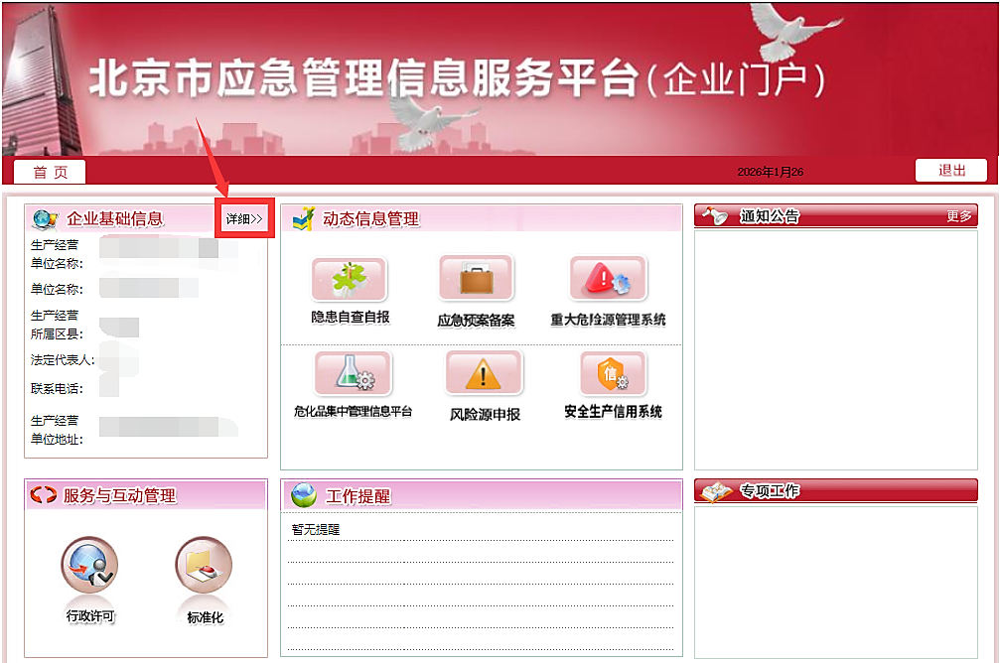 北京市应急管理信息服务平台(企业门户)
首 页
2026年1月26
退出
企业基础信息
详细>>
生产经营
单位名称:
单位名称:
生产经营
所属区县:
法定代表人:
联系电话:
生产经营
单位地址:
动态信息管理
隐患自查自报
应急预案备案
重大危险源管理系统
危化品集中管理信息平台
风险源申报
信
安全生产信用系统
通知公告
更多
服务与互动管理
行政许可
标准化
工作提醒
暂无提醒
专项工作